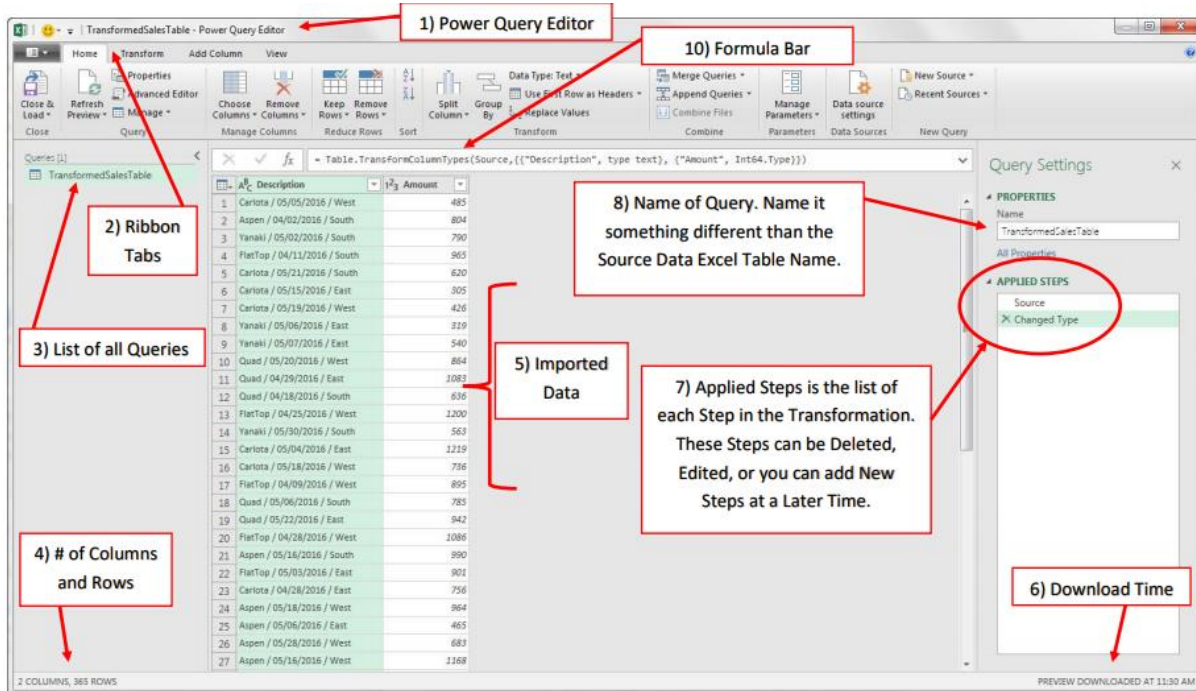 TransformedSalesTable - Power Query Editor
1) Power Query Editor
Home Transform Add Column View
10) Formula Bar
Close & Load
Close
Refresh Preview
Properties
Advanced Editor
Manage
Query
Choose Columns
Remove Columns
Manage Columns
Keep Rows
Remove Rows
Reduce Rows
Sort
Split Column
Group By
Data Type: Text
Use First Row as Headers
Replace Values
Transform
Merge Queries
Append Queries
Combine Files
Combine
Manage Parameters
Parameters
Data source settings
Data Sources
New Source
Recent Sources
New Query
Queries [1]
TransformedSalesTable
= Table.TransformColumnTypes(Source,{{"Description", type text}, {"Amount", Int64.Type}})
2) Ribbon
Tabs
3) List of all Queries
4) # of Columns
and Rows
Description Amount
1 Carlota / 05/05/2016 / West 485
2 Aspen / 04/02/2016 / South 804
3 Yanaki / 05/02/2016 / South 790
4 FlatTop / 04/11/2016 / South 965
5 Carlota / 05/21/2016 / South 620
6 Carlota / 05/15/2016 / East 305
7 Carlota / 05/19/2016 / West 426
8 Yanaki / 05/06/2016 / East 319
9 Yanaki / 05/07/2016 / East 540
10 Quad / 05/20/2016 / West 864
11 Quad / 04/29/2016 / East 1083
12 Quad / 04/18/2016 / South 636
13 FlatTop / 04/25/2016 / West 1200
14 Yanaki / 05/30/2016 / South 563
15 Carlota / 05/04/2016 / East 1219
16 Carlota / 05/18/2016 / West 736
17 FlatTop / 04/09/2016 / West 895
18 Quad / 05/06/2016 / South 785
19 Quad / 05/22/2016 / East 942
20 FlatTop / 04/28/2016 / West 1086
21 Aspen / 05/16/2016 / South 990
22 FlatTop / 05/03/2016 / East 901
23 Carlota / 04/28/2016 / East 756
24 Aspen / 05/18/2016 / West 964
25 Aspen / 05/06/2016 / East 465
26 Aspen / 05/28/2016 / West 683
27 Aspen / 05/16/2016 / West 1168
5) Imported
Data
8) Name of Query. Name it
something different than the
Source Data Excel Table Name.
7) Applied Steps is the list of
each Step in the Transformation.
These Steps can be Deleted,
Edited, or you can add New
Steps at a Later Time.
Query Settings
PROPERTIES
Name
TransformedSalesTable
All Properties
APPLIED STEPS
Source
Changed Type
6) Download Time
2 COLUMNS, 365 ROWS
PREVIEW DOWNLOADED AT 11:30 AM